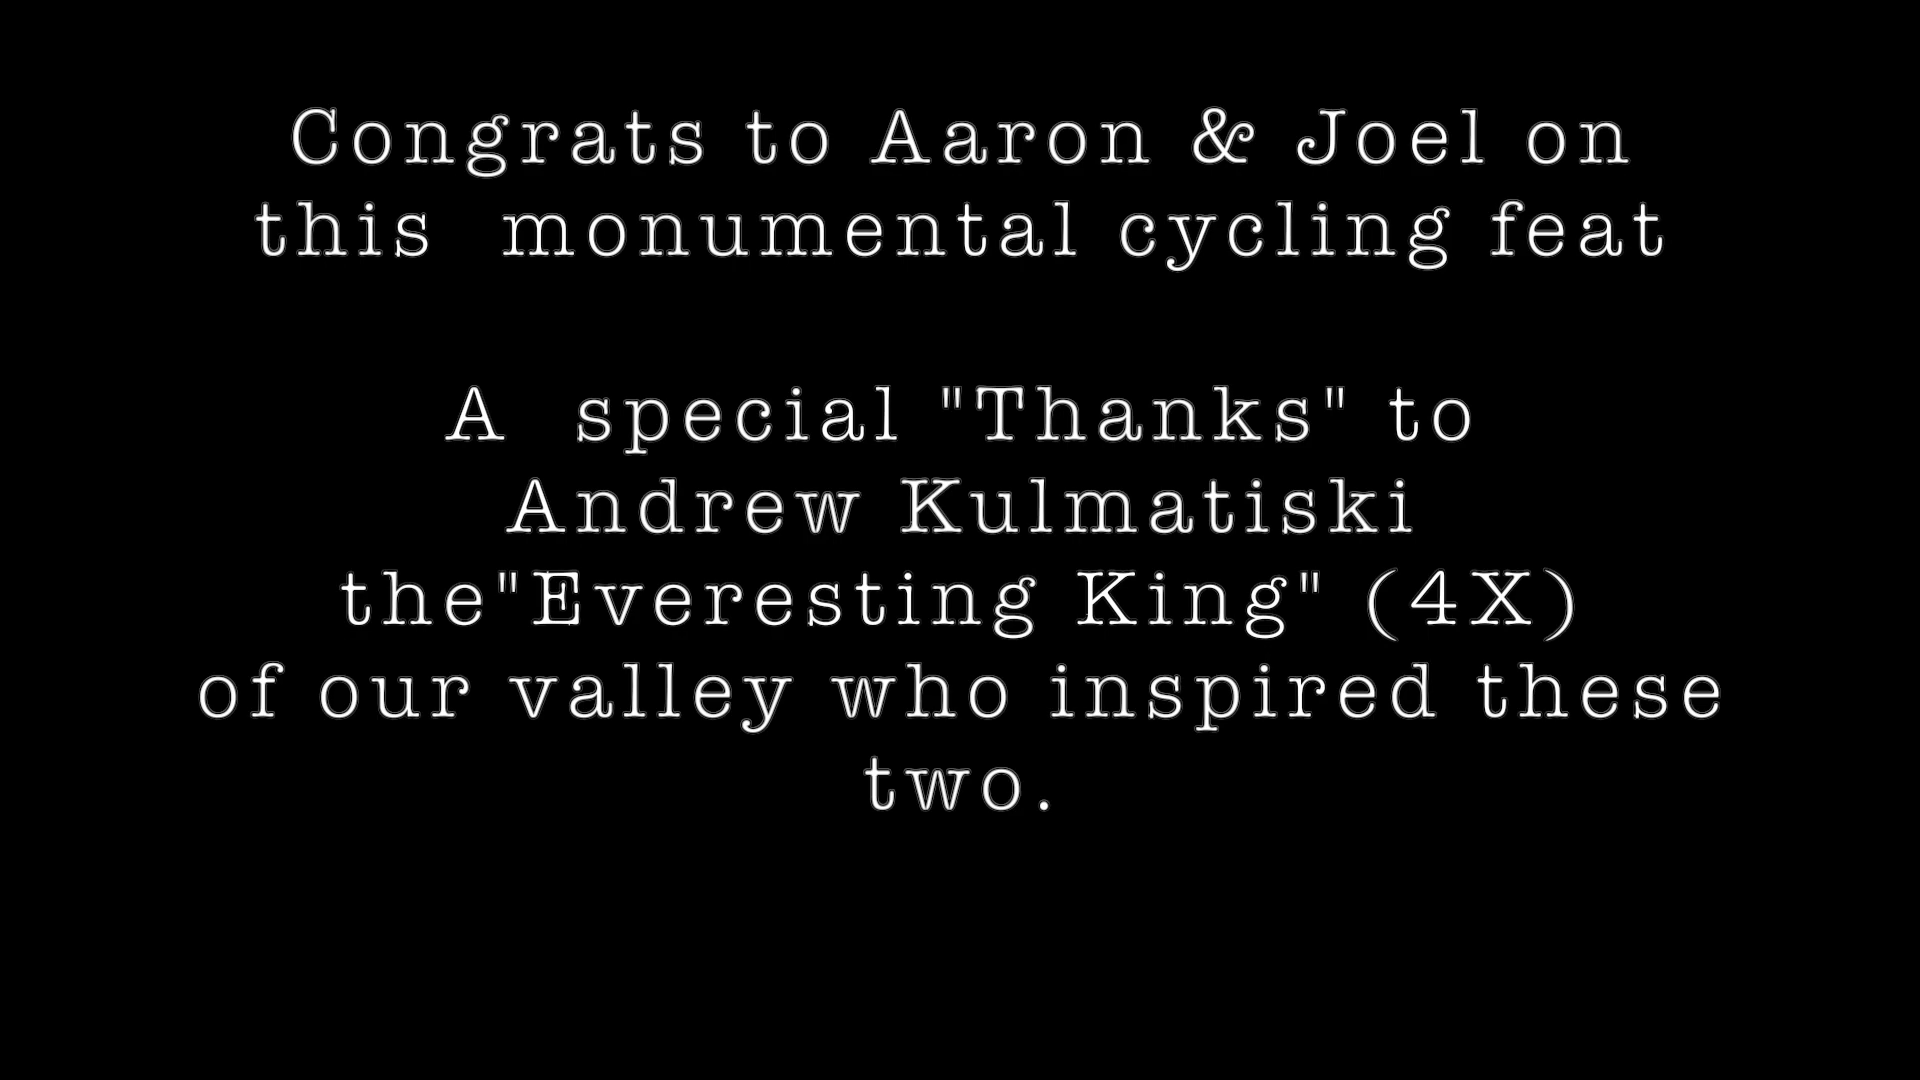 Congrats to Aaron & Joel on
this  monumental cycling feat
A  special "Thanks" to
Andrew Kulmatiski
the"Everesting King" (4X)
of our valley who inspired these
two.